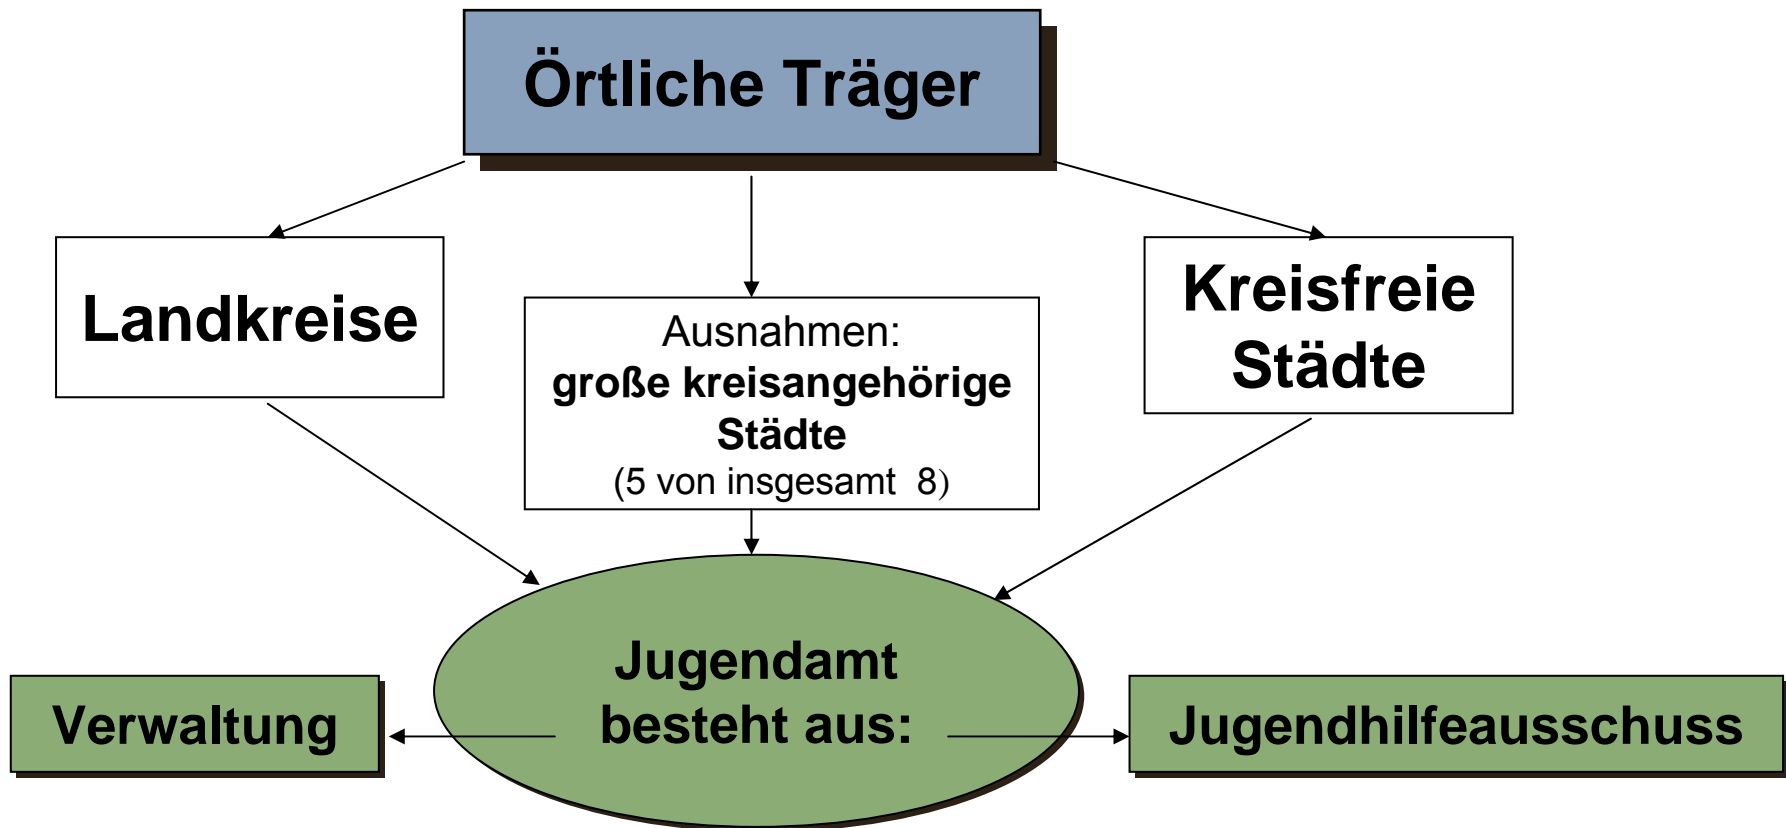 Örtliche Träger
Landkreise
Ausnahmen:
große kreisangehörige
Städte
(5 von insgesamt  8)
Kreisfreie
Städte
Jugendamt
besteht aus:
Verwaltung
Jugendhilfeausschuss